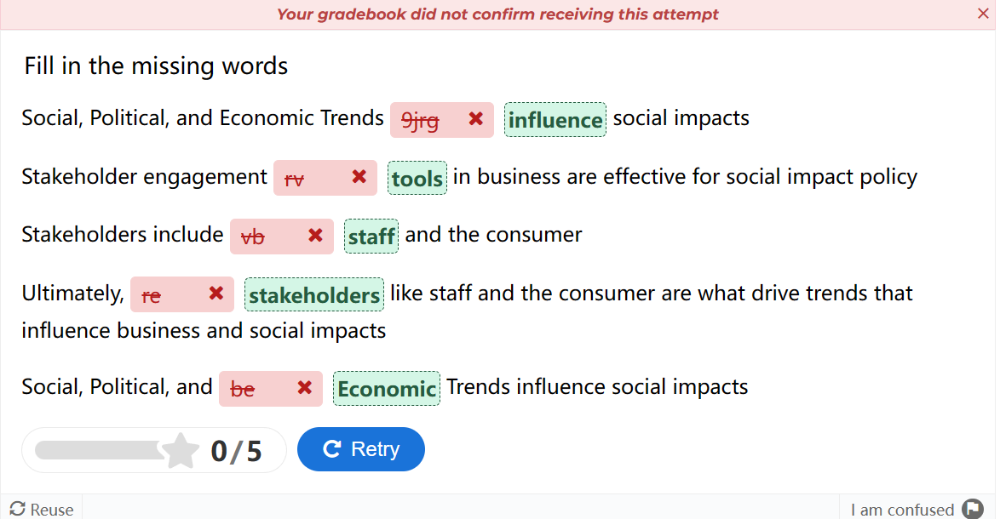 Your gradebook did not confirm receiving this attempt
Fill in the missing words
Social, Political, and Economic Trends 9jrg influence social impacts
Stakeholder engagement rv tools in business are effective for social impact policy
Stakeholders include vb staff and the consumer
Ultimately, re stakeholders like staff and the consumer are what drive trends that
influence business and social impacts
Social, Political, and be Economic Trends influence social impacts
0/5 Retry
Reuse I am confused